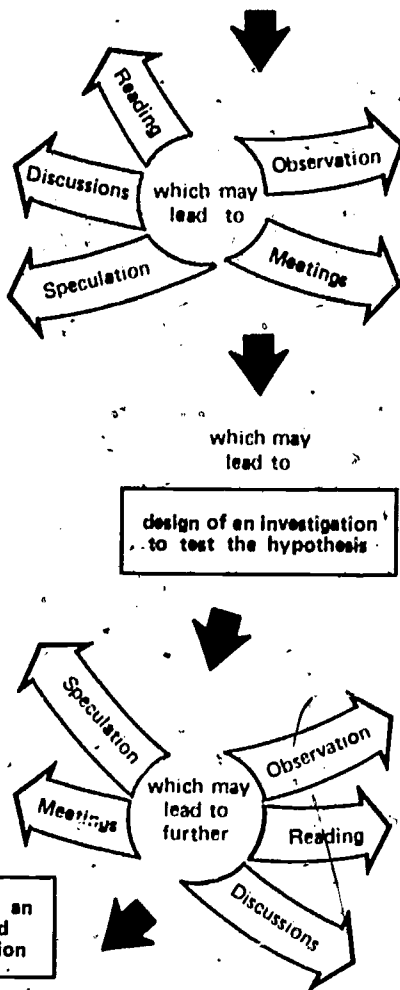 Reading
Observation
Discussions
which may
lead to
Speculation
Meetings
which may
lead to
design of en investigation
to test the hypothesis
Speculation
Observation
which may
lead to
further
Meetings
Reading
Discussions
an